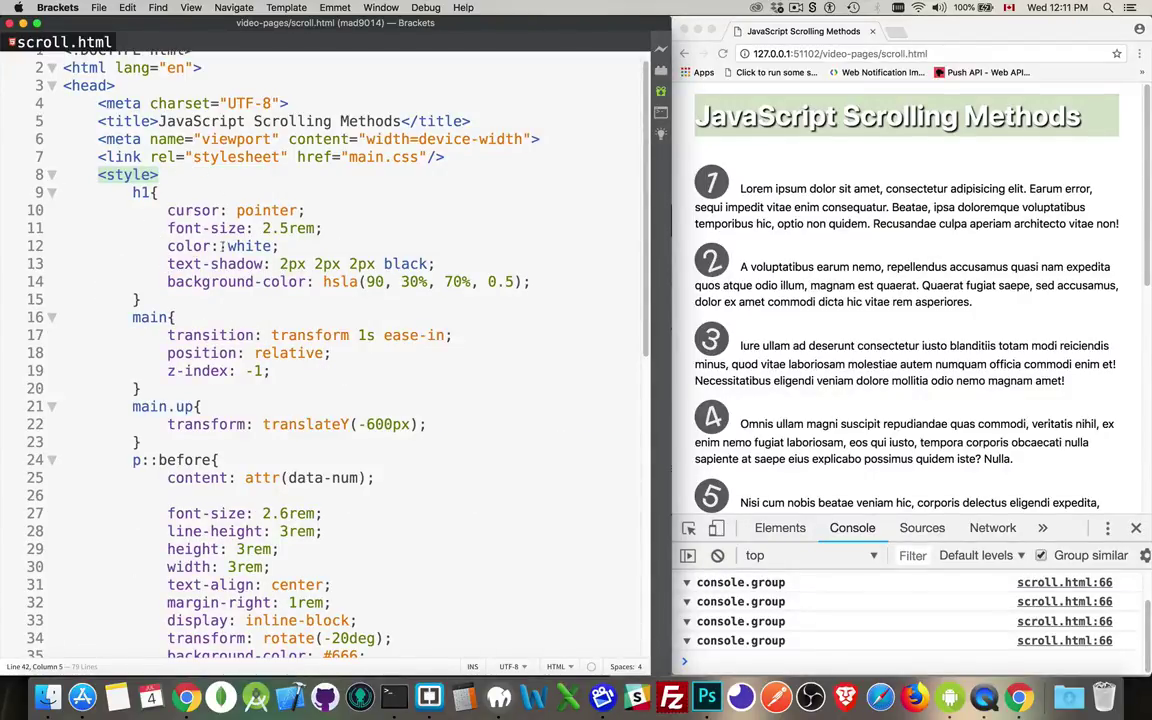 Brackets File Edit Find View Navigate Template Emmet Window Debug Help 100% Wed 12:11 PM
video-pages/scroll.html (mad9014) — Brackets
scroll.html
1 <!DOCTYPE html>
2 <html lang="en">
3 <head>
4 <meta charset="UTF-8">
5 <title>JavaScript Scrolling Methods</title>
6 <meta name="viewport" content="width=device-width">
7 <link rel="stylesheet" href="main.css"/>
8 <style>
9 h1{
10 cursor: pointer;
11 font-size: 2.5rem;
12 color: white;
13 text-shadow: 2px 2px 2px black;
14 background-color: hsla(90, 30%, 70%, 0.5);
15 }
16 main{
17 transition: transform 1s ease-in;
18 position: relative;
19 z-index: -1;
20 }
21 main.up{
22 transform: translateY(-600px);
23 }
24 p::before{
25 content: attr(data-num);
26
27 font-size: 2.6rem;
28 line-height: 3rem;
29 height: 3rem;
30 width: 3rem;
31 text-align: center;
32 margin-right: 1rem;
33 display: inline-block;
34 transform: rotate(-20deg);
35 background-color: #666;
Line 42, Column 5 — 79 Lines
INS UTF-8 HTML Spaces: 4
JavaScript Scrolling Methods
127.0.0.1:51102/video-pages/scroll.html
Apps Click to run some s... Web Notification Im... Push API - Web API... »
JavaScript Scrolling Methods
1 Lorem ipsum dolor sit amet, consectetur adipisicing elit. Earum error,
sequi impedit vitae enim consequatur. Beatae, ipsa doloremque voluptatibus
temporibus hic, optio non quidem. Recusandae culpa aperiam architecto vitae non!
2 A voluptatibus earum nemo, repellendus accusamus quasi nam expedita
quos atque odio illum, magnam est quaerat. Quaerat fugiat saepe, sed accusamus,
dolor ex amet commodi dicta hic vitae rem asperiores.
3 Iure ullam ad deserunt consectetur iusto blanditiis totam modi reiciendis
minus, quod vitae laboriosam molestiae autem numquam officia commodi enim et!
Necessitatibus eligendi veniam dolore mollitia odio nemo magnam amet!
4 Omnis ullam magni suscipit repudiandae quas commodi, veritatis nihil, ex
enim nemo fugiat laboriosam, eos qui iusto, tempora corporis obcaecati nulla
sapiente at saepe eius explicabo possimus quidem iste? Nulla.
5 Nisi cum nobis beatae veniam hic, corporis delectus eligendi expedita,
Elements Console Sources Network »
top Filter Default levels Group similar
console.group scroll.html:66
console.group scroll.html:66
console.group scroll.html:66
console.group scroll.html:66
JUL
4